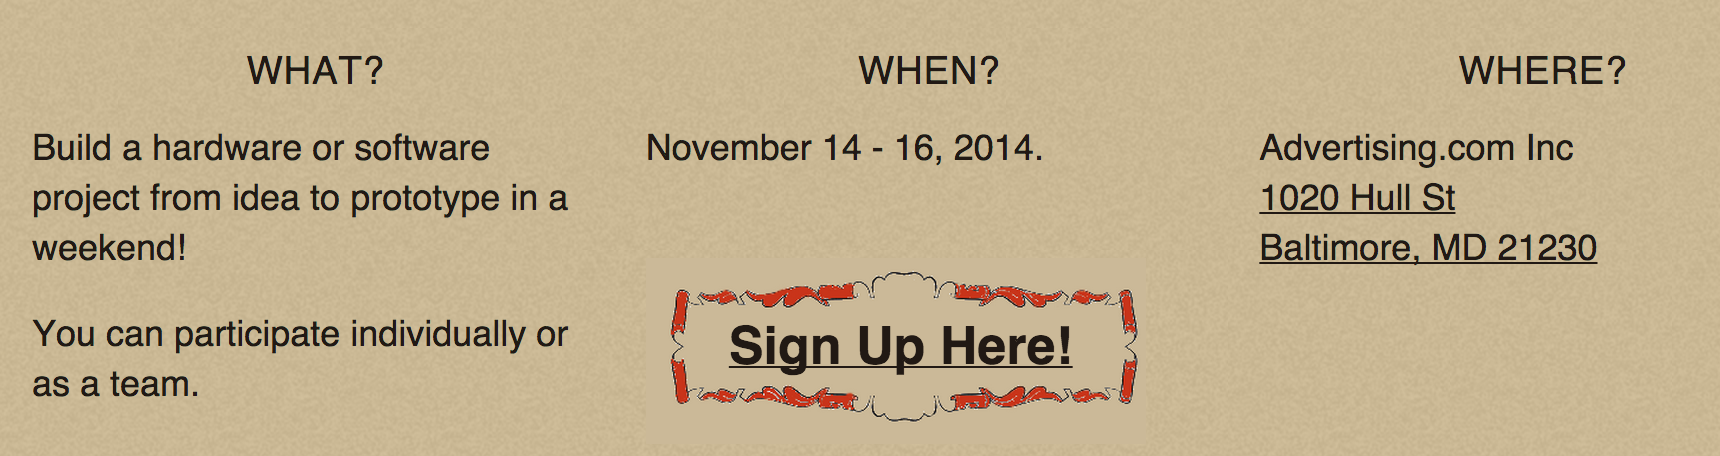 WHAT?
Build a hardware or software
project from idea to prototype in a
weekend!
You can participate individually or
as a team.
WHEN?
November 14 - 16, 2014.
Sign Up Here!
WHERE?
Advertising.com Inc
1020 Hull St
Baltimore, MD 21230